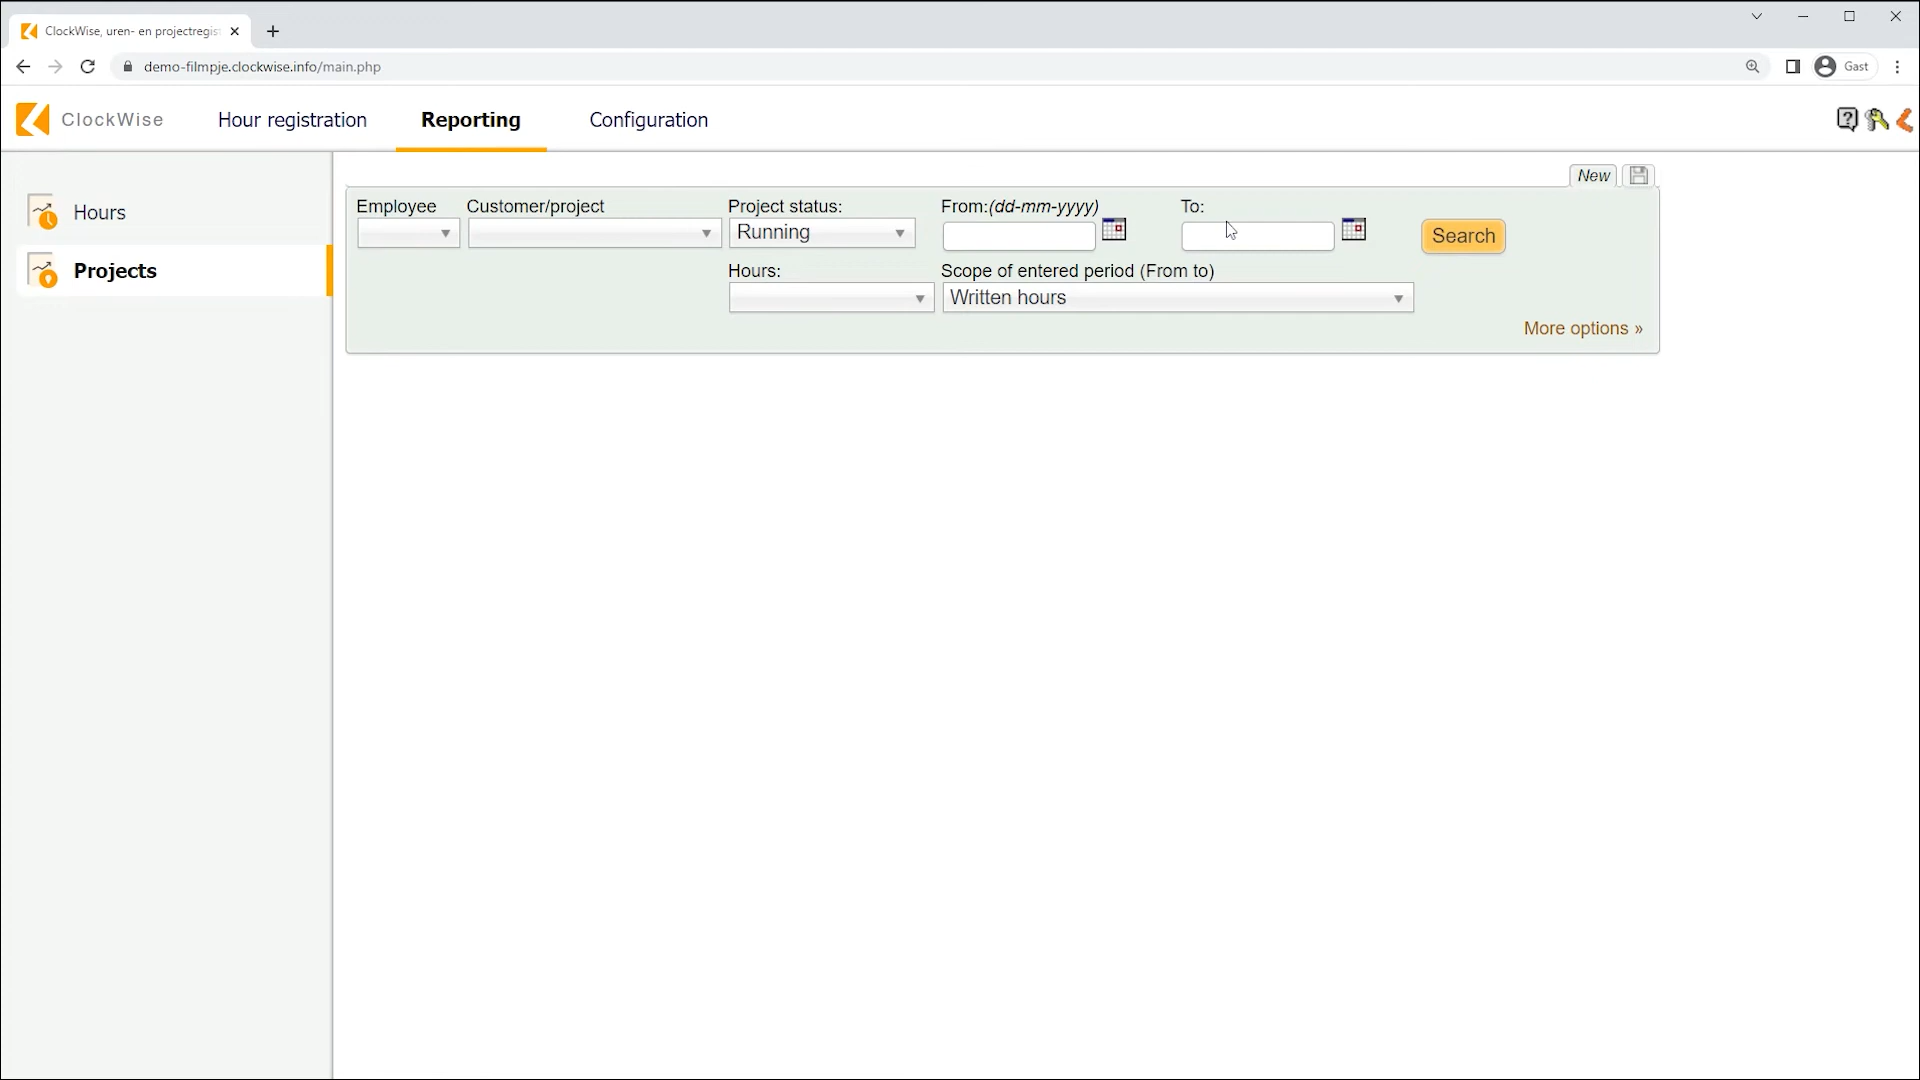 ClockWise, uren- en projectregis
demo-filmpje.clockwise.info/main.php
Gast
ClockWise
Hour registration
Reporting
Configuration
Hours
Projects
New
Employee
Customer/project
Project status:
From:(dd-mm-yyyy)
To:
Running
Search
Hours:
Scope of entered period (From to)
Written hours
More options »